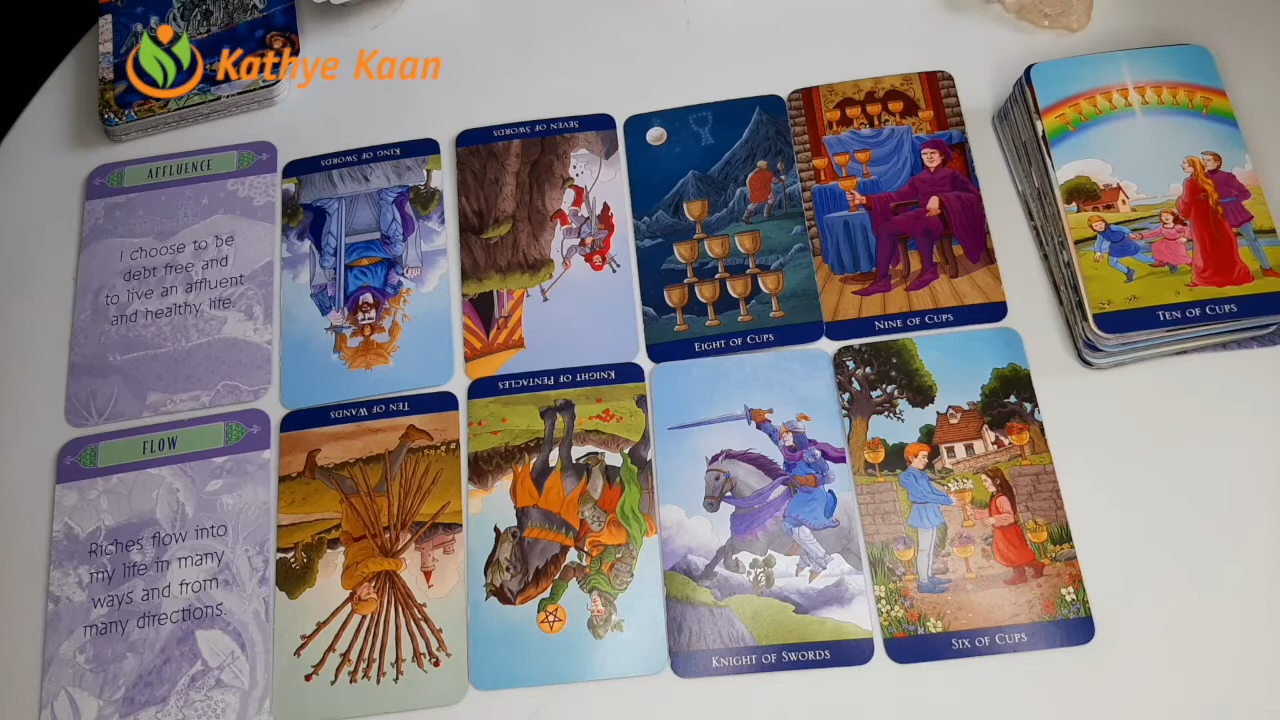 Kathye Kaan
AFFLUENCE
I choose to be
debt free and
to live an affluent
and healthy life.
KING OF SWORDS
SEVEN OF SWORDS
EIGHT OF CUPS
NINE OF CUPS
TEN OF CUPS
FLOW
Riches flow into
my life in many
ways and from
many directions.
TEN OF WANDS
KNIGHT OF PENTACLES
KNIGHT OF SWORDS
SIX OF CUPS